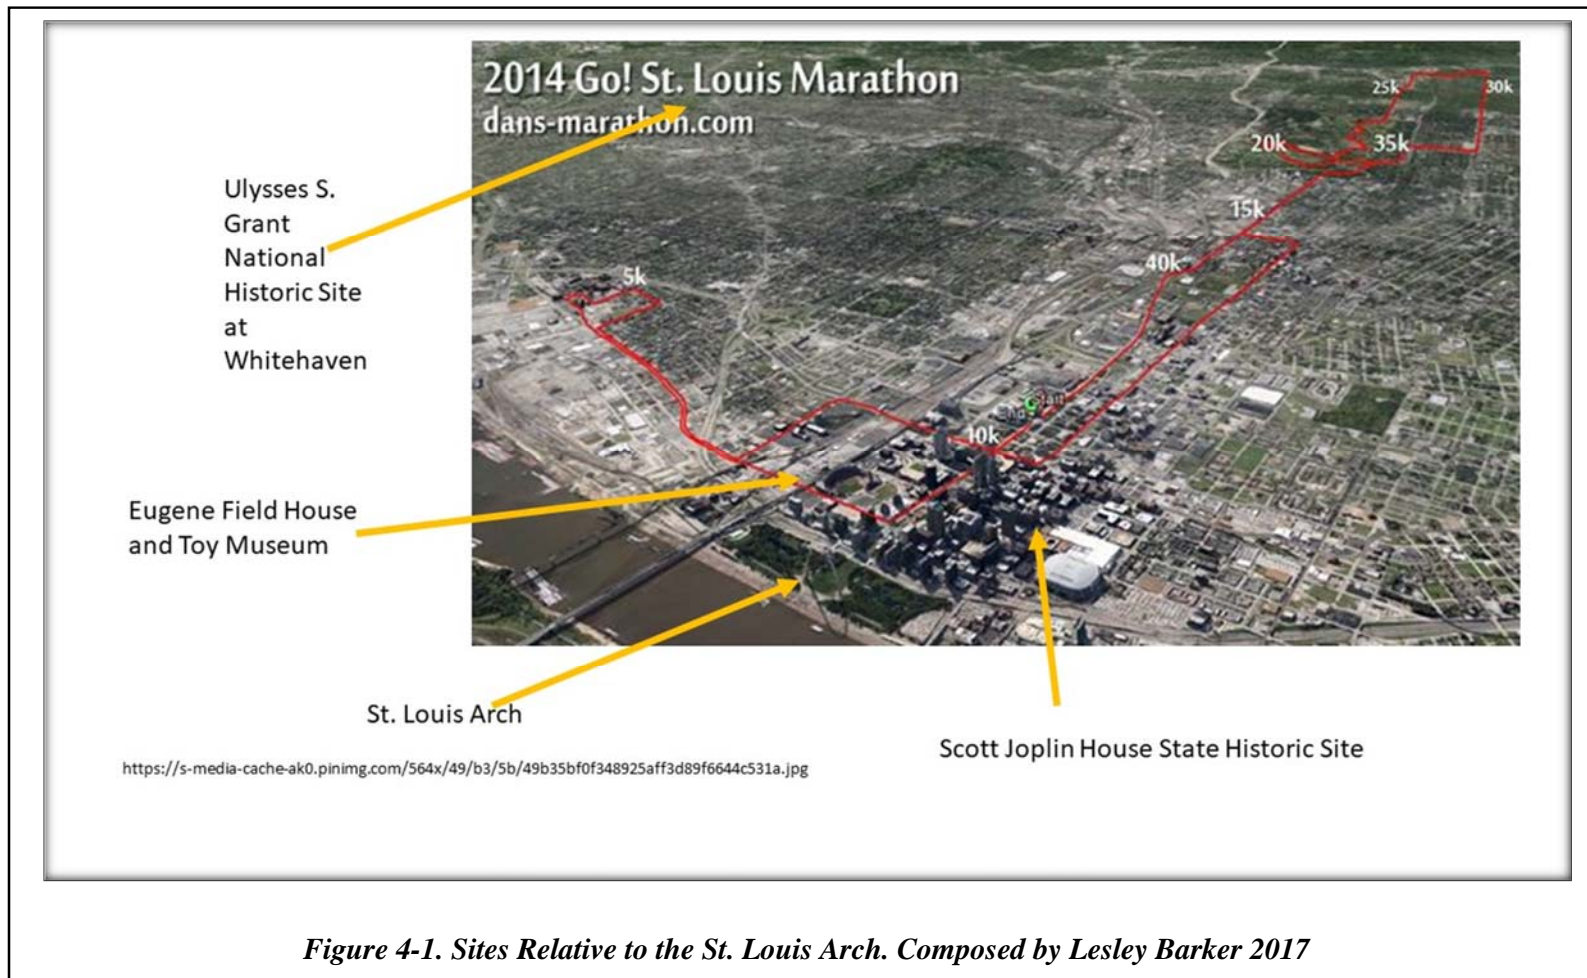 2014 Go! St. Louis Marathon
dans-marathon.com
25k
30k
20k
35k
15k
40k
5k
Start
End
10k
Ulysses S.
Grant
National
Historic Site
at
Whitehaven
Eugene Field House
and Toy Museum
St. Louis Arch
Scott Joplin House State Historic Site
https://s-media-cache-ak0.pinimg.com/564x/49/b3/5b/49b35bf0f348925aff3d89f6644c531a.jpg
Figure 4-1. Sites Relative to the St. Louis Arch. Composed by Lesley Barker 2017